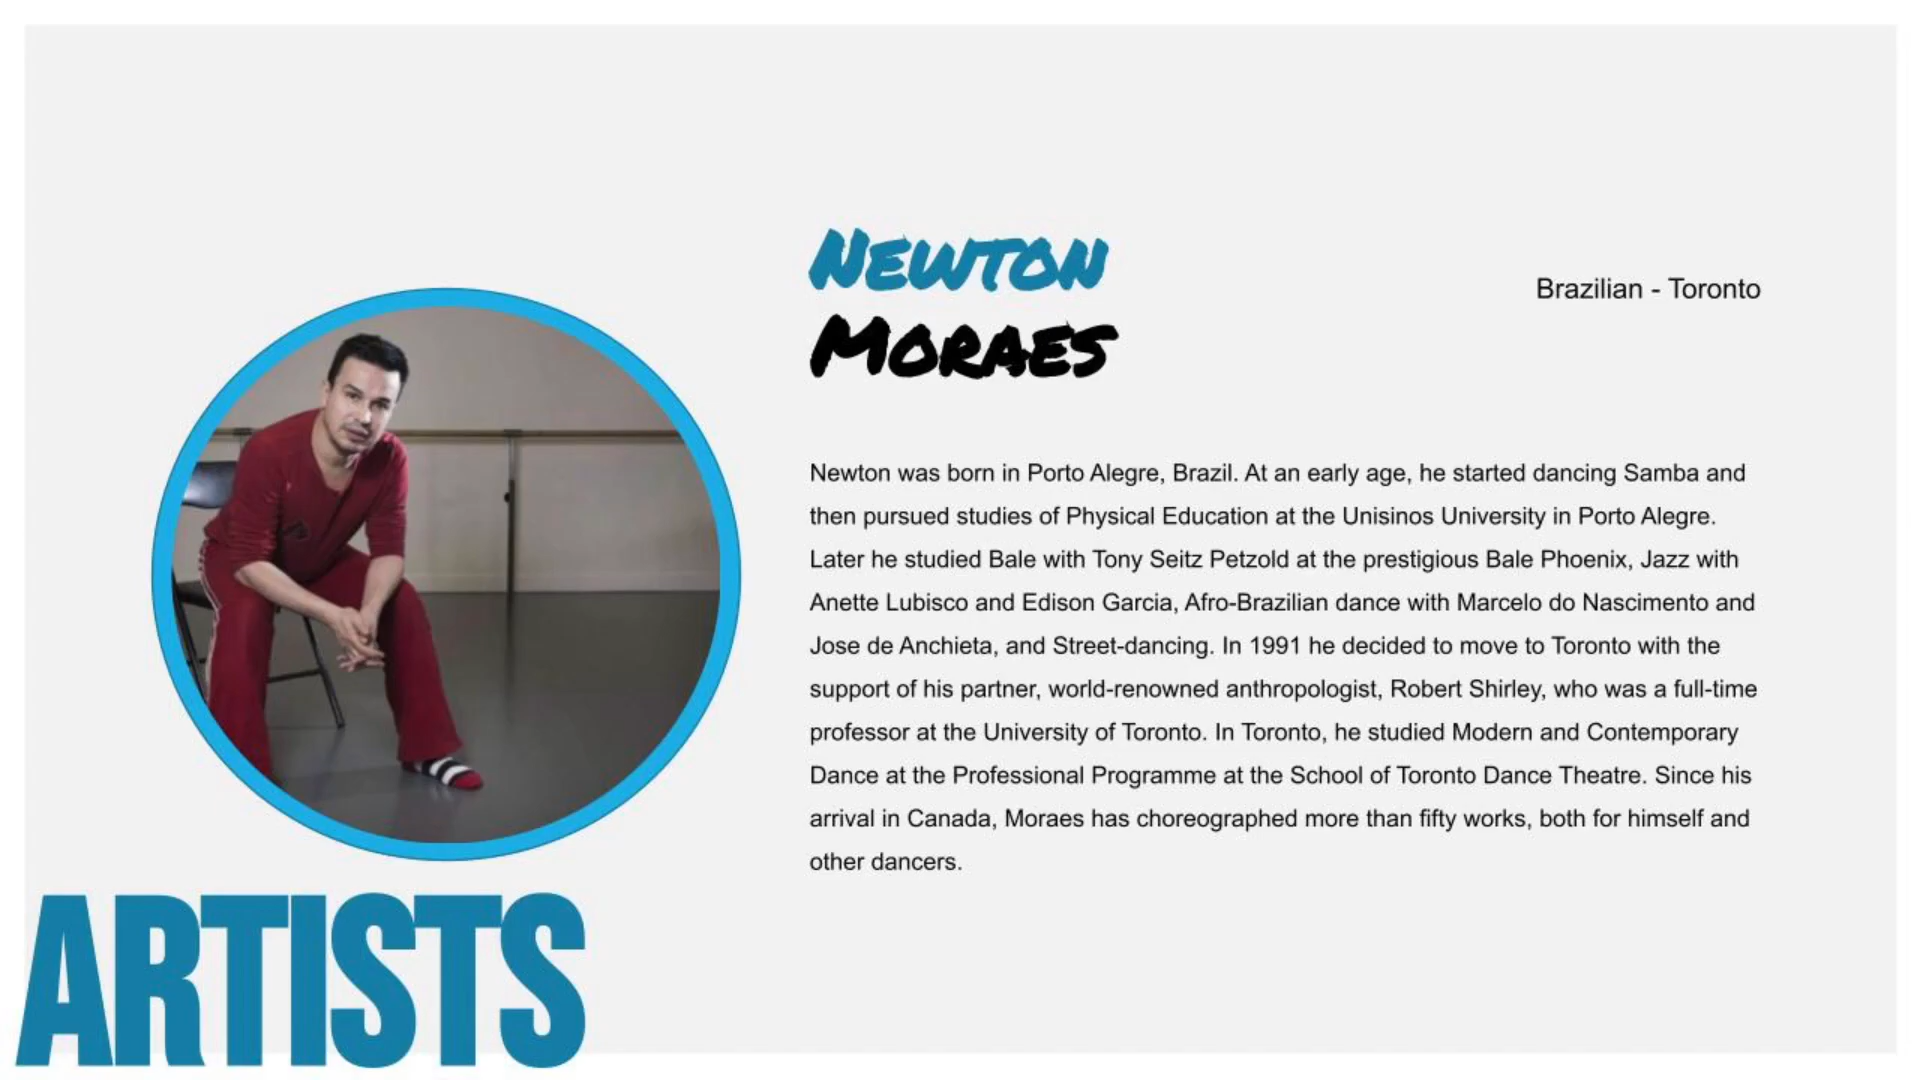 NEWTON
MORAES
Brazilian - Toronto
Newton was born in Porto Alegre, Brazil. At an early age, he started dancing Samba and
then pursued studies of Physical Education at the Unisinos University in Porto Alegre.
Later he studied Bale with Tony Seitz Petzold at the prestigious Bale Phoenix, Jazz with
Anette Lubisco and Edison Garcia, Afro-Brazilian dance with Marcelo do Nascimento and
Jose de Anchieta, and Street-dancing. In 1991 he decided to move to Toronto with the
support of his partner, world-renowned anthropologist, Robert Shirley, who was a full-time
professor at the University of Toronto. In Toronto, he studied Modern and Contemporary
Dance at the Professional Programme at the School of Toronto Dance Theatre. Since his
arrival in Canada, Moraes has choreographed more than fifty works, both for himself and
other dancers.
ARTISTS